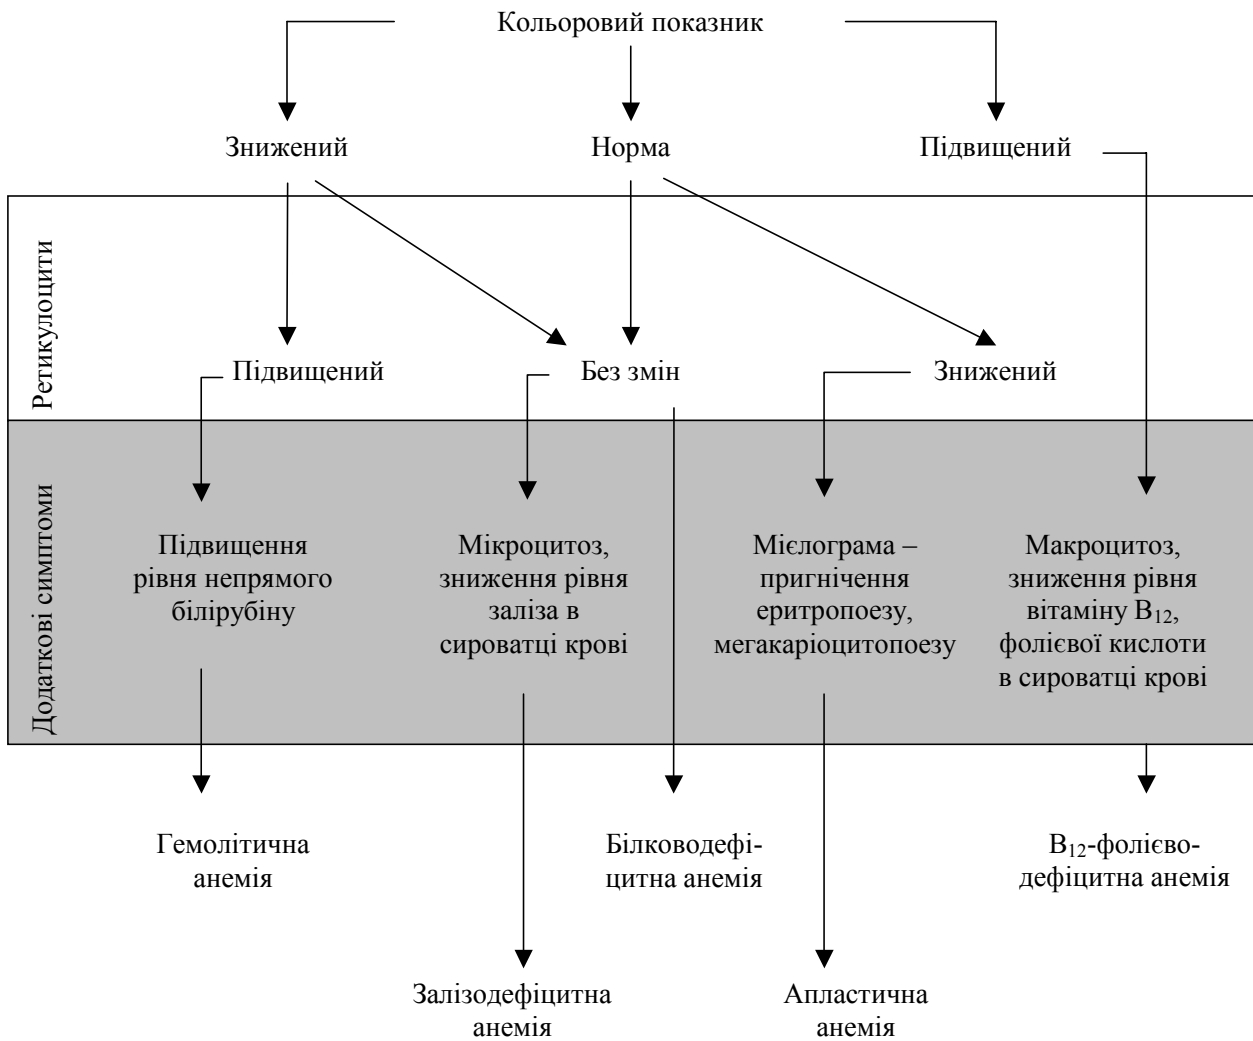 Кольоровий показник
Знижений
Норма
Підвищений
Ретикулоцити
Підвищений
Без змін
Знижений
Додаткові симптоми
Підвищення
рівня непрямого
білірубіну
Мікроцитоз,
зниження рівня
заліза в
сироватці крові
Мієлограма –
пригнічення
еритропоезу,
мегакаріоцитопоезу
Макроцитоз,
зниження рівня
вітаміну B₁₂,
фолієвої кислоти
в сироватці крові
Гемолітична
анемія
Білководефі-
цитна анемія
B₁₂-фолієво-
дефіцитна анемія
Залізодефіцитна
анемія
Апластична
анемія